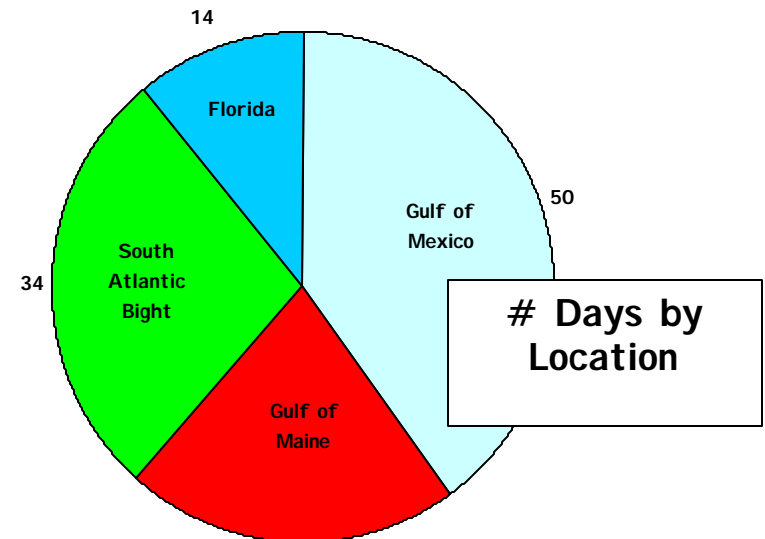 14
Florida
50
Gulf of
Mexico
South
Atlantic
Bight
34
# Days by
Location
Gulf of
Maine